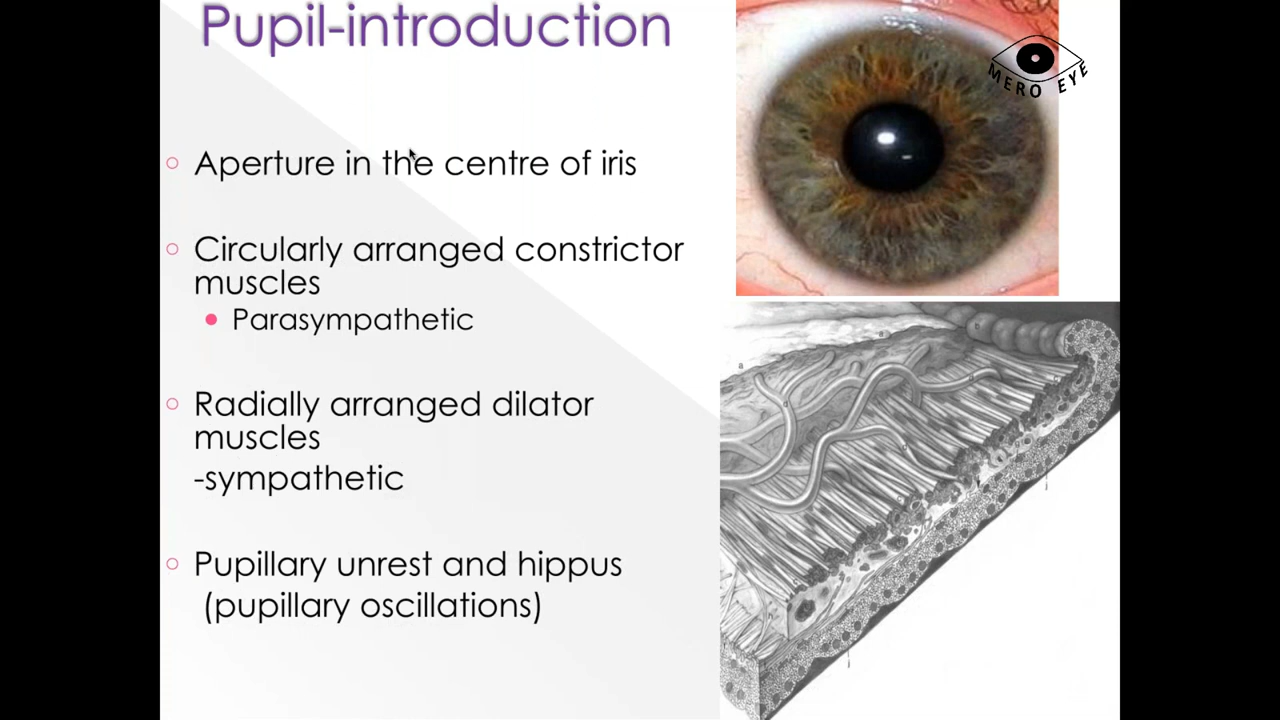 Pupil-introduction
MERO EYE
Aperture in the centre of iris
Circularly arranged constrictor
muscles
Parasympathetic
Radially arranged dilator
muscles
-sympathetic
Pupillary unrest and hippus
(pupillary oscillations)